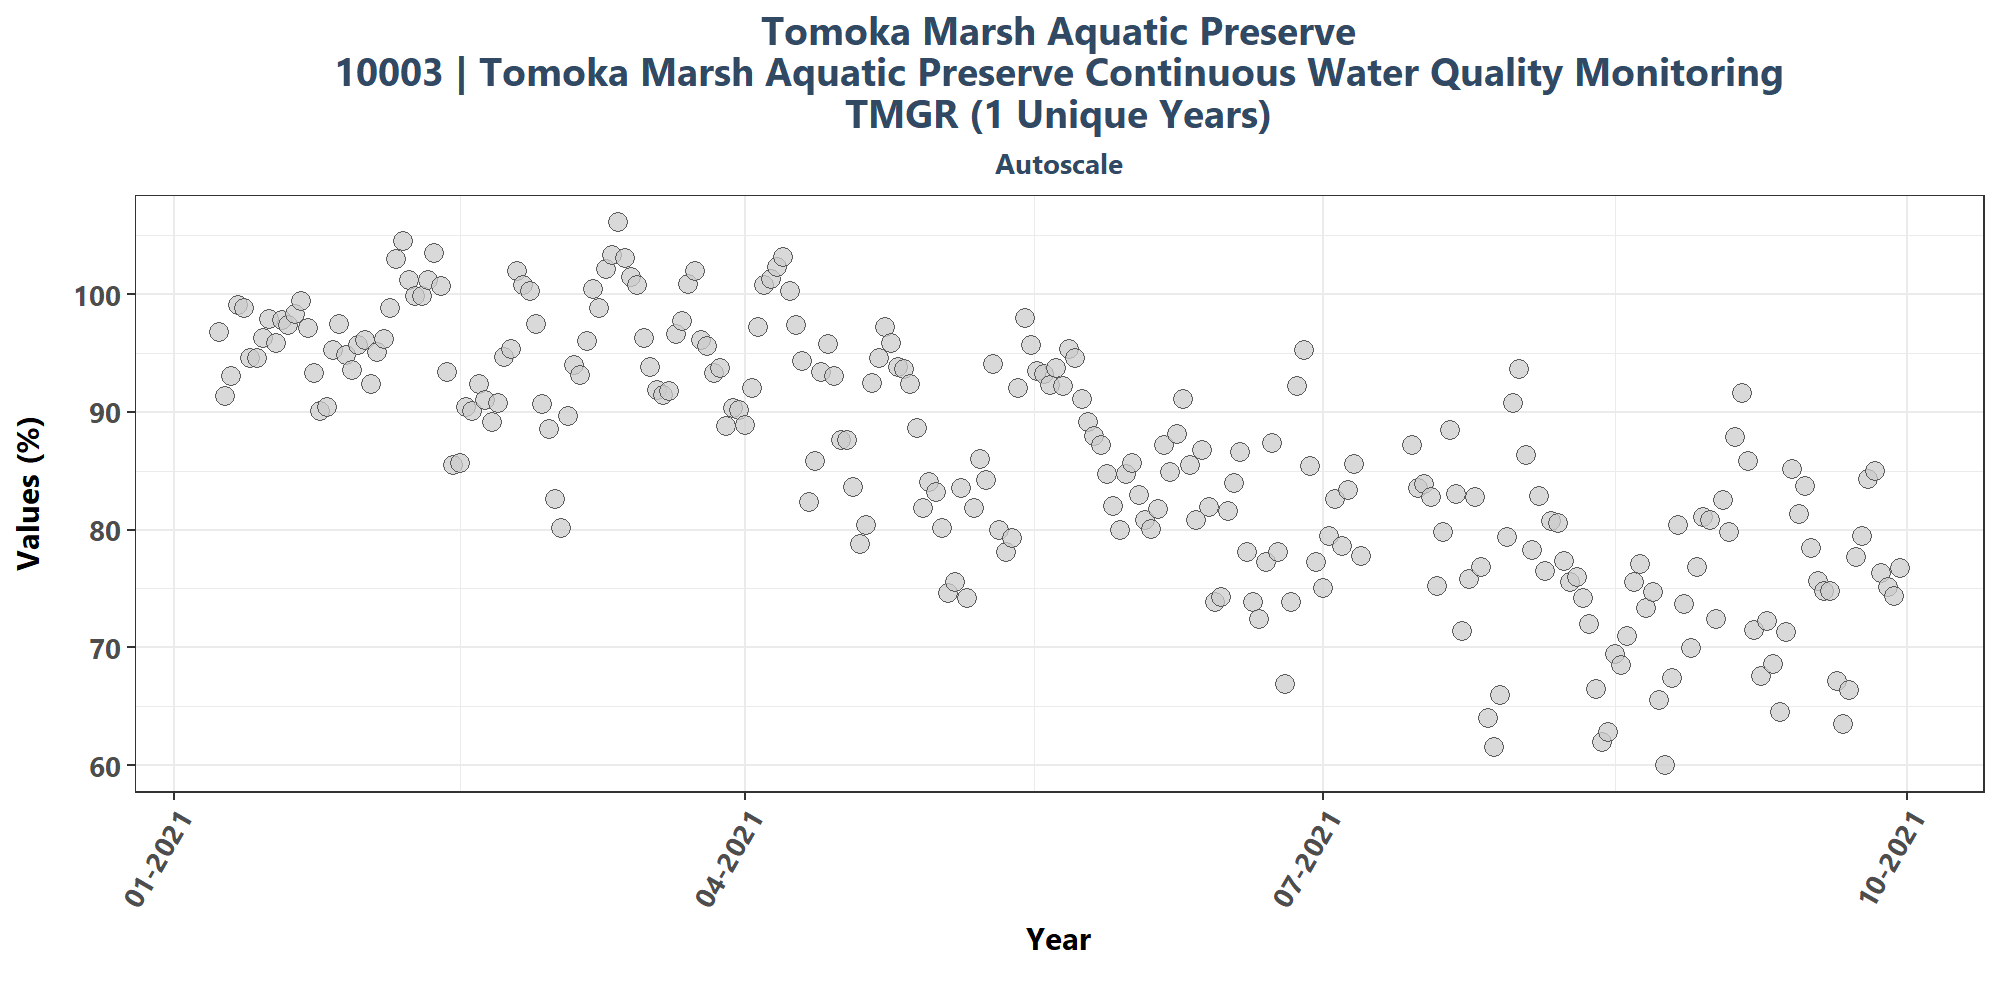 Tomoka Marsh Aquatic Preserve
10003 | Tomoka Marsh Aquatic Preserve Continuous Water Quality Monitoring
TMGR (1 Unique Years)
Autoscale
Values (%)
100
90
80
70
60
01-2021
04-2021
07-2021
10-2021
Year